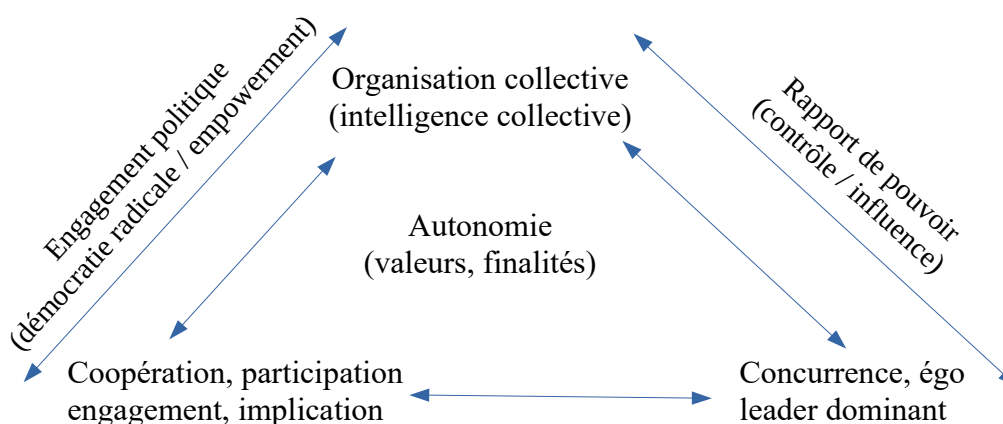 Engagement politique
(démocratie radicale / empowerment)
Organisation collective
(intelligence collective)
Rapport de pouvoir
(contrôle / influence)
Autonomie
(valeurs, finalités)
Coopération, participation
engagement, implication
Concurrence, égo
leader dominant